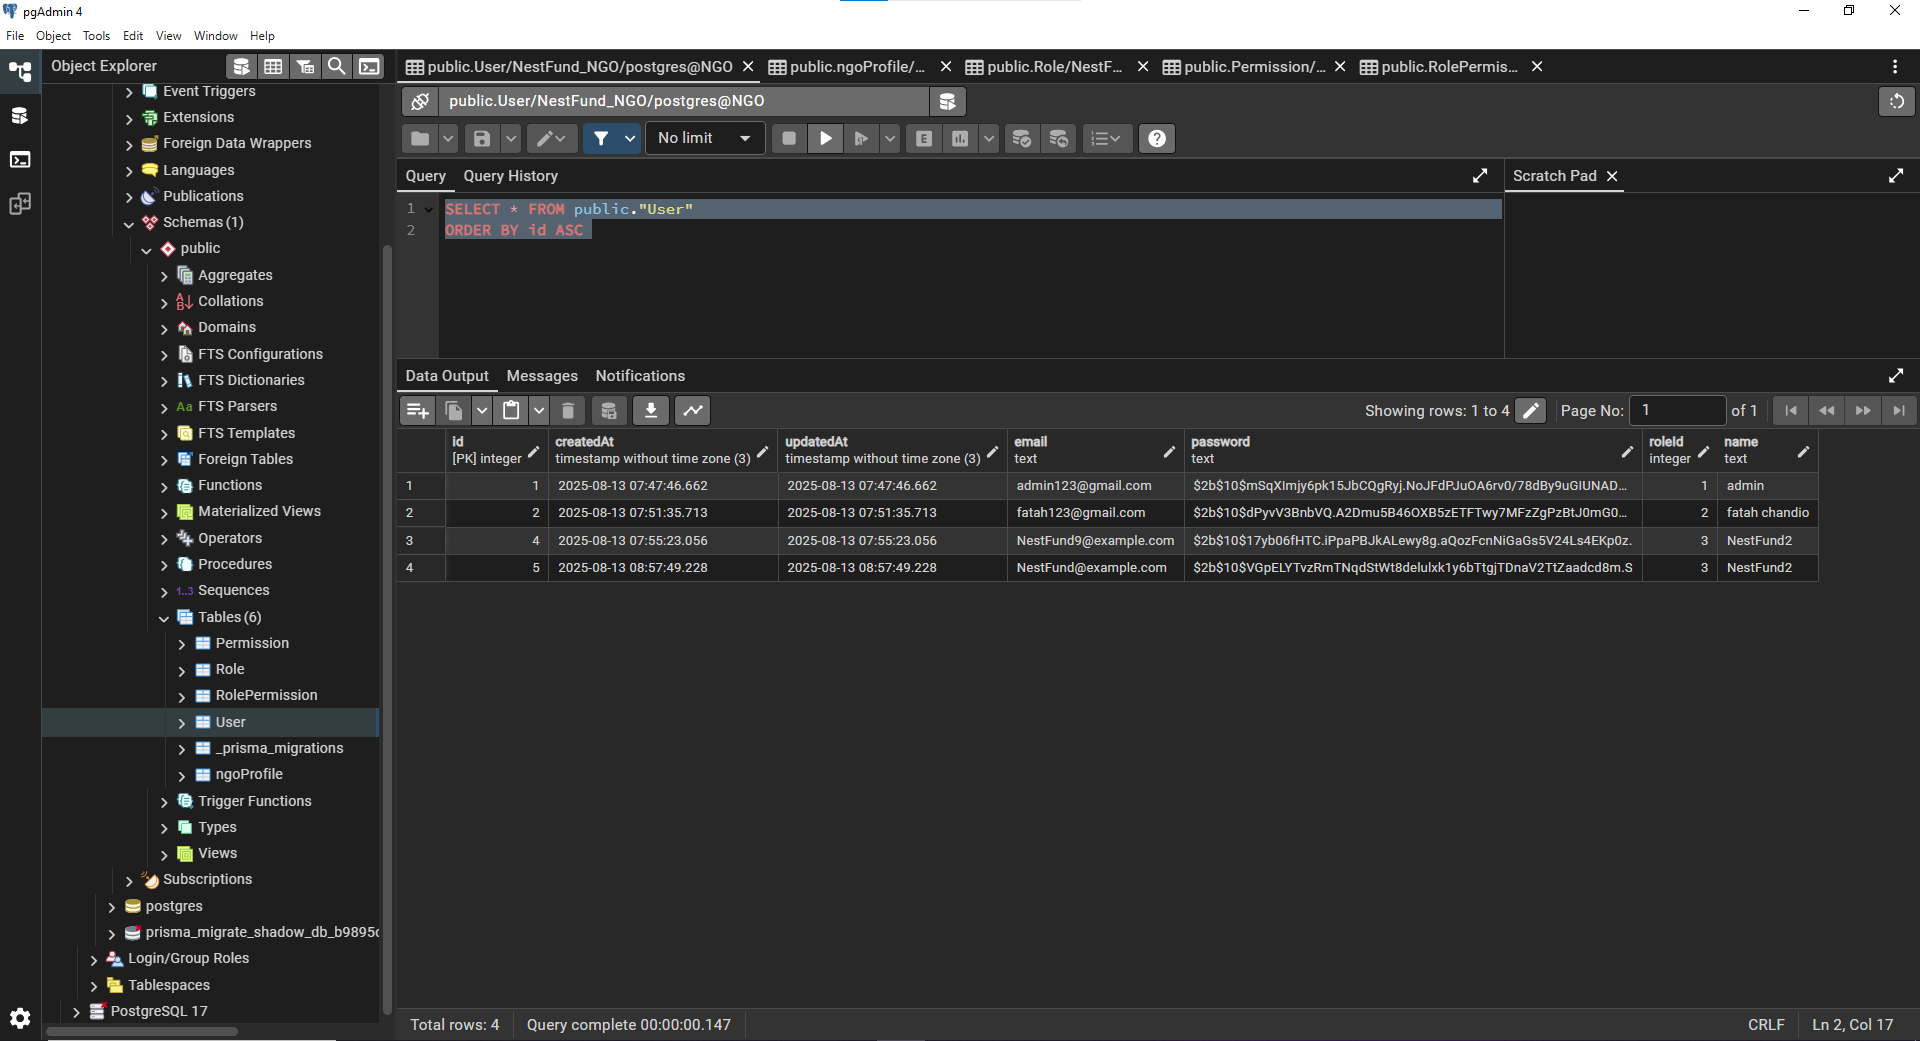 pgAdmin 4
File Object Tools Edit View Window Help
Object Explorer
public.User/NestFund_NGO/postgres@NGO
public.ngoProfile/...
public.Role/NestF...
public.Permission/...
public.RolePermis...
Event Triggers
Extensions
Foreign Data Wrappers
Languages
Publications
Schemas (1)
public
Aggregates
Collations
Domains
FTS Configurations
FTS Dictionaries
Aa FTS Parsers
FTS Templates
Foreign Tables
Functions
Materialized Views
Operators
Procedures
1..3 Sequences
Tables (6)
Permission
Role
RolePermission
User
_prisma_migrations
ngoProfile
Trigger Functions
Types
Views
Subscriptions
postgres
prisma_migrate_shadow_db_b9895
Login/Group Roles
Tablespaces
PostgreSQL 17
public.User/NestFund_NGO/postgres@NGO
No limit
E
Query Query History
Scratch Pad
1 SELECT * FROM public."User"
2 ORDER BY id ASC
Data Output Messages Notifications
Showing rows: 1 to 4 Page No: 1 of 1
id createdAt updatedAt email password roleId name
[PK] integer timestamp without time zone (3) timestamp without time zone (3) text text integer text
1 1 2025-08-13 07:47:46.662 2025-08-13 07:47:46.662 admin123@gmail.com $2b$10$mSqXImjy6pk15JbCQgRyj.NoJFdPJuOA6rv0/78dBy9uGIUNAD... 1 admin
2 2 2025-08-13 07:51:35.713 2025-08-13 07:51:35.713 fatah123@gmail.com $2b$10$dPyvV3BnbVQ.A2Dmu5B46OXB5zETFTwy7MFzZgPzBtJ0mG0... 2 fatah chandio
3 4 2025-08-13 07:55:23.056 2025-08-13 07:55:23.056 NestFund9@example.com $2b$10$17yb06fHTC.iPpaPBJkALewy8g.aQozFcnNiGaGs5V24Ls4EKp0z. 3 NestFund2
4 5 2025-08-13 08:57:49.228 2025-08-13 08:57:49.228 NestFund@example.com $2b$10$VGpELYTvzRmTNqdStWt8delulxk1y6bTtgjTDnaV2TtZaadcd8m.S 3 NestFund2
Total rows: 4 Query complete 00:00:00.147
CRLF Ln 2, Col 17